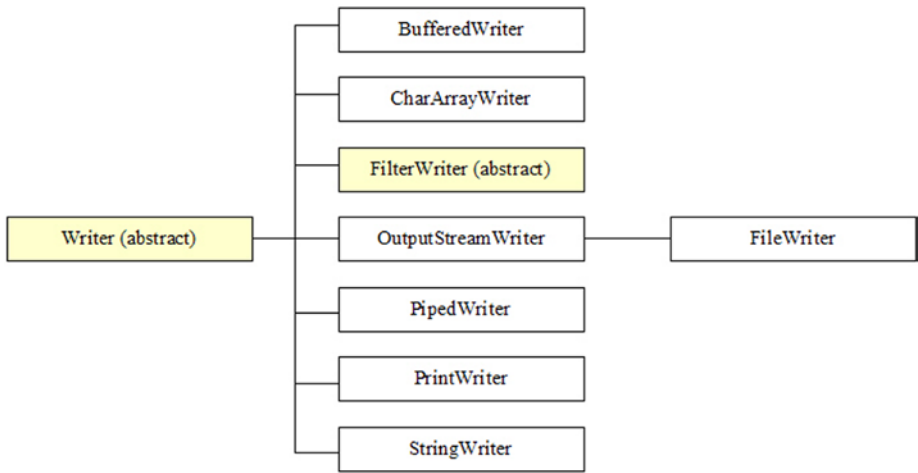 BufferedWriter
CharArrayWriter
FilterWriter (abstract)
Writer (abstract)
OutputStreamWriter
FileWriter
PipedWriter
PrintWriter
StringWriter